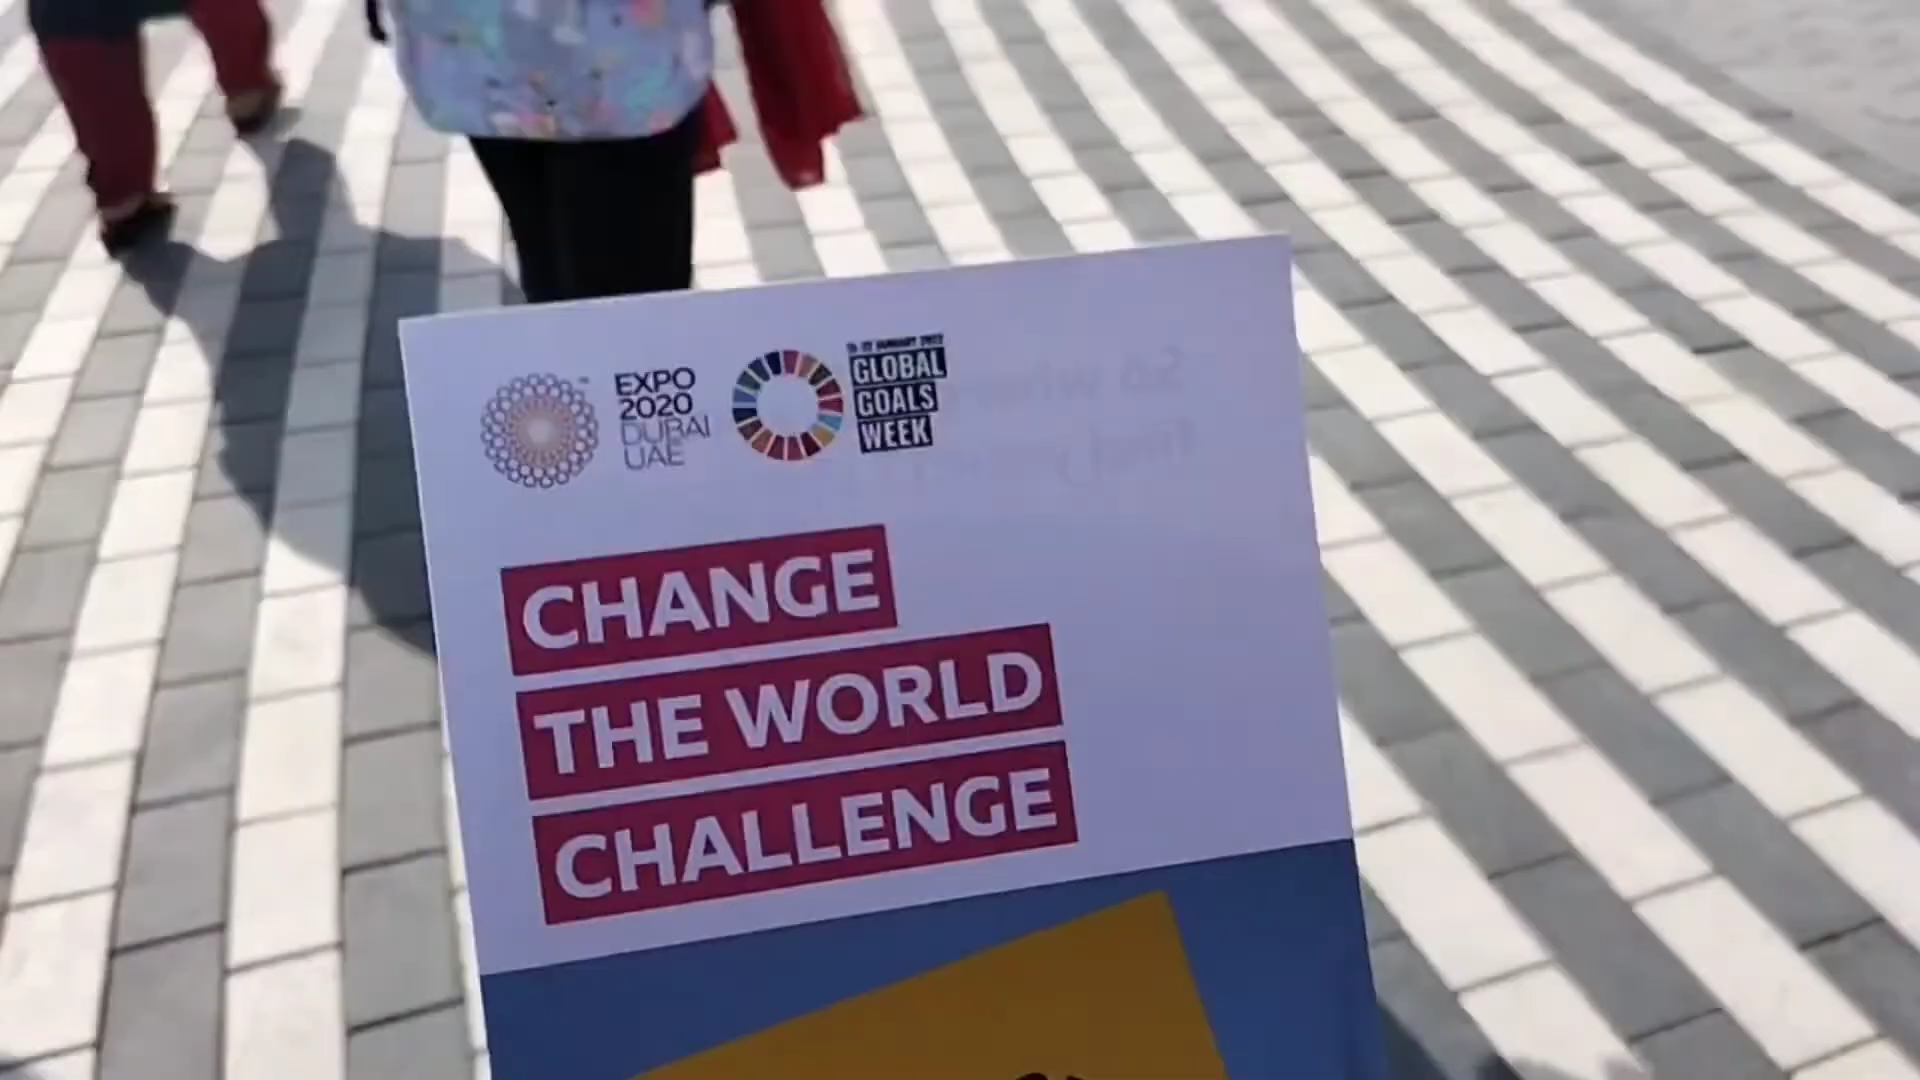 EXPO
2020
DUBAI
UAE
GLOBAL
GOALS
WEEK
CHANGE
THE WORLD
CHALLENGE